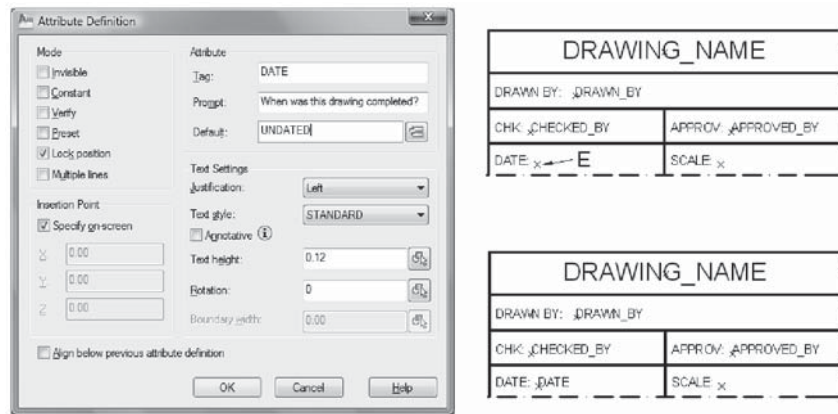 Attribute Definition
Mode
Invisible
Constant
Verify
Preset
Lock position
Multiple lines
Insertion Point
Specify on-screen
X 0.00
Y 0.00
Z 0.00
Align below previous attribute definition
Attribute
Tag: DATE
Prompt: When was this drawing completed?
Default: UNDATED
Text Settings
Justification: Left
Text style: STANDARD
Annotative
Text height: 0.12
Rotation: 0
Boundary width: 0.00
OK Cancel Help
DRAWING_NAME
DRAWN BY: DRAWN_BY
CHK: CHECKED_BY APPROV: APPROVED_BY
DATE: x E SCALE: x
DRAWING_NAME
DRAWN BY: DRAWN_BY
CHK: CHECKED_BY APPROV: APPROVED_BY
DATE: DATE SCALE: x